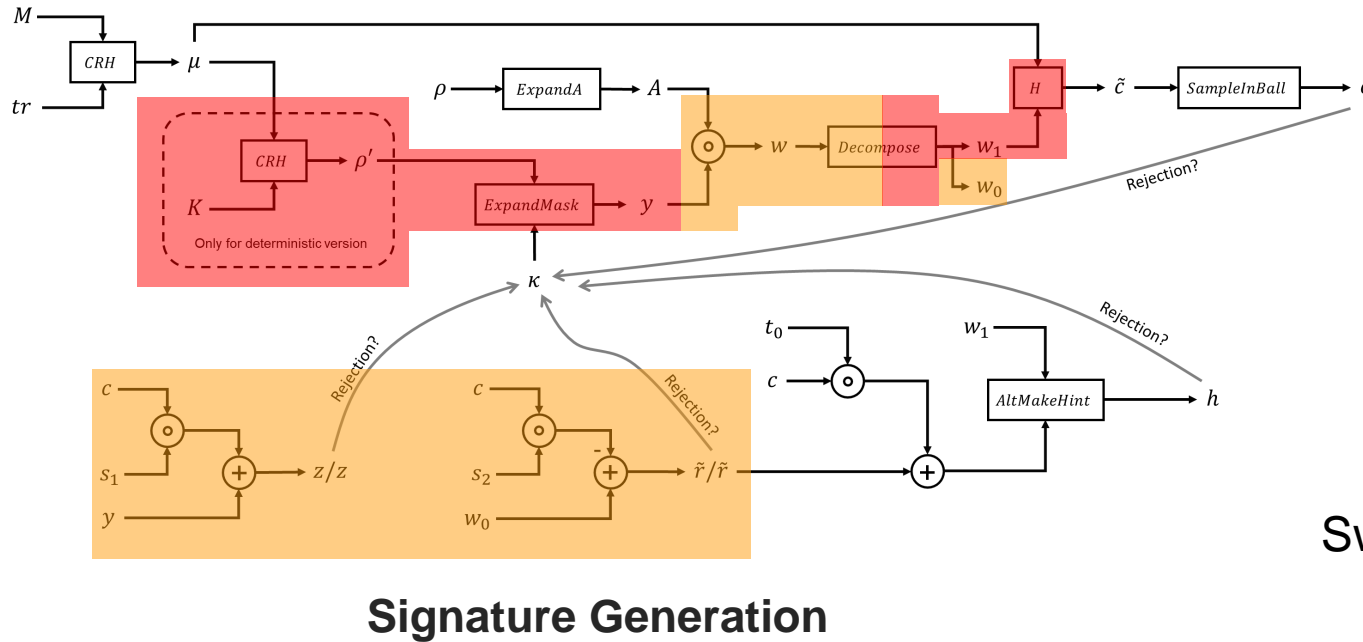 M
CRH
μ
tr
ρ
ExpandA
A
H
c̃
SampleInBall
CRH
ρ′
K
Only for deterministic version
ExpandMask
y
w
Decompose
w₁
w₀
Rejection?
κ
Rejection?
Rejection?
Rejection?
c
s₁
y
z/z
c
-
s₂
w₀
r̃/r̃
t₀
c
w₁
AltMakeHint
h
Signature Generation